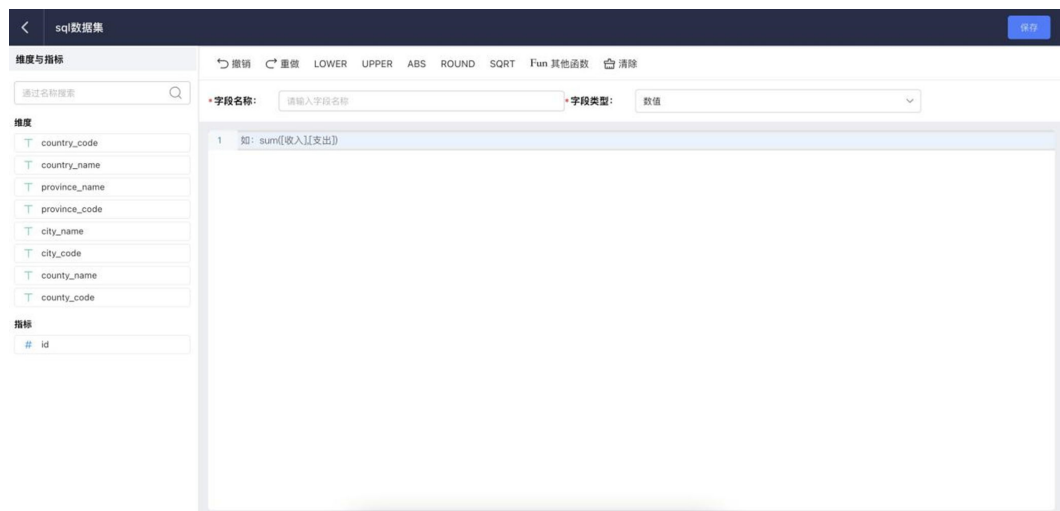 sql数据集
保存
维度与指标
撤销 重做 LOWER UPPER ABS ROUND SQRT Fun 其他函数 清除
通过名称搜索
*字段名称: 请输入字段名称 *字段类型: 数值
维度
1 如: sum([收入],[支出])
T country_code
T country_name
T province_name
T province_code
T city_name
T city_code
T county_name
T county_code
指标
# id